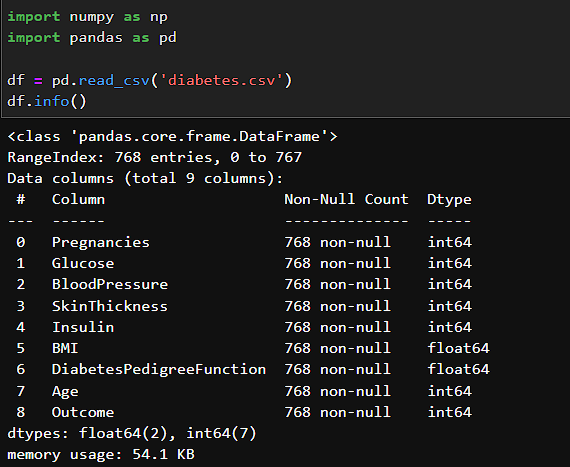 import numpy as np
import pandas as pd
df = pd.read_csv('diabetes.csv')
df.info()
<class 'pandas.core.frame.DataFrame'>
RangeIndex: 768 entries, 0 to 767
Data columns (total 9 columns):
 #   Column                    Non-Null Count  Dtype
---  ------                    --------------  -----
 0   Pregnancies               768 non-null    int64
 1   Glucose                   768 non-null    int64
 2   BloodPressure             768 non-null    int64
 3   SkinThickness             768 non-null    int64
 4   Insulin                   768 non-null    int64
 5   BMI                       768 non-null    float64
 6   DiabetesPedigreeFunction  768 non-null    float64
 7   Age                       768 non-null    int64
 8   Outcome                   768 non-null    int64
dtypes: float64(2), int64(7)
memory usage: 54.1 KB